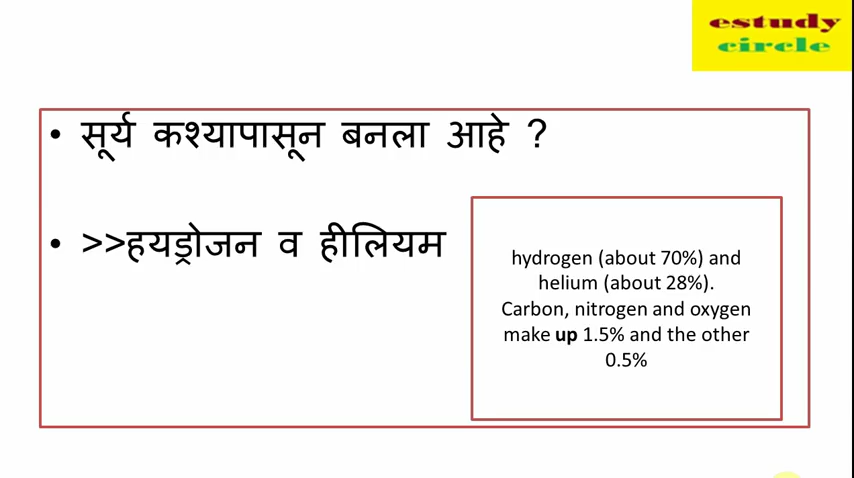 estudy
circle
• सूर्य कश्यापासून बनला आहे ?
• >>हयड्रोजन व हीलियम
hydrogen (about 70%) and
helium (about 28%).
Carbon, nitrogen and oxygen
make up 1.5% and the other
0.5%